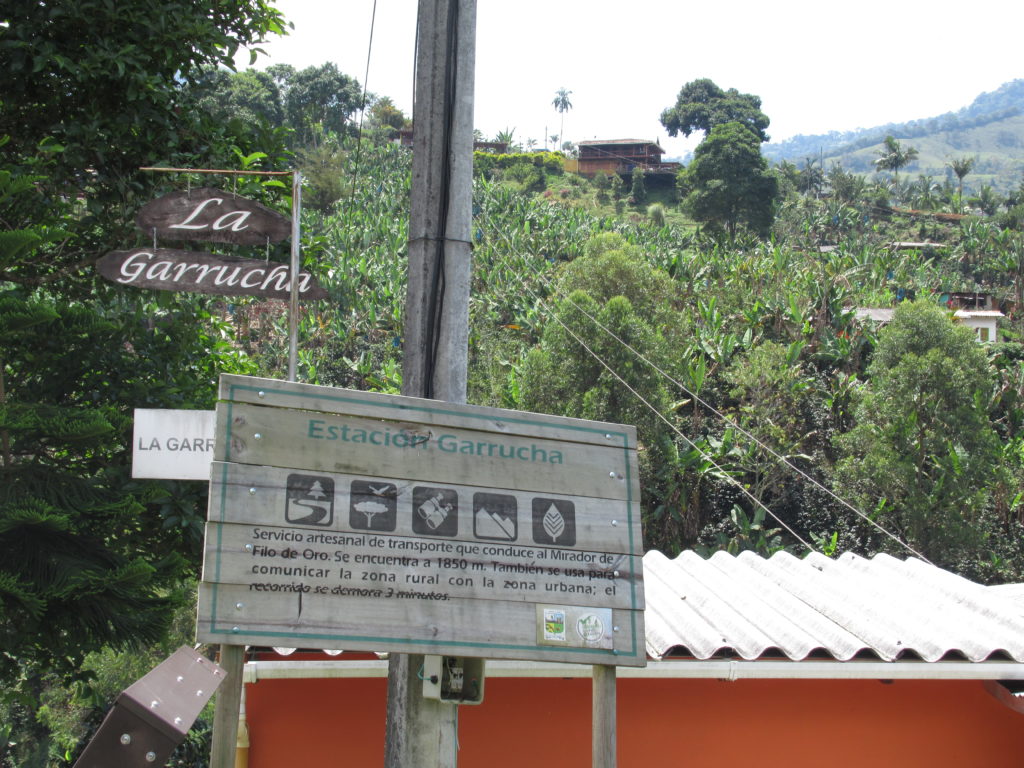 La
Garrucha
LA GARR
Estación Garrucha
Servicio artesanal de transporte que conduce al Mirador de
Filo de Oro. Se encuentra a 1850 m. También se usa para
comunicar la zona rural con la zona urbana; el
recorrido se demora 3 minutos.